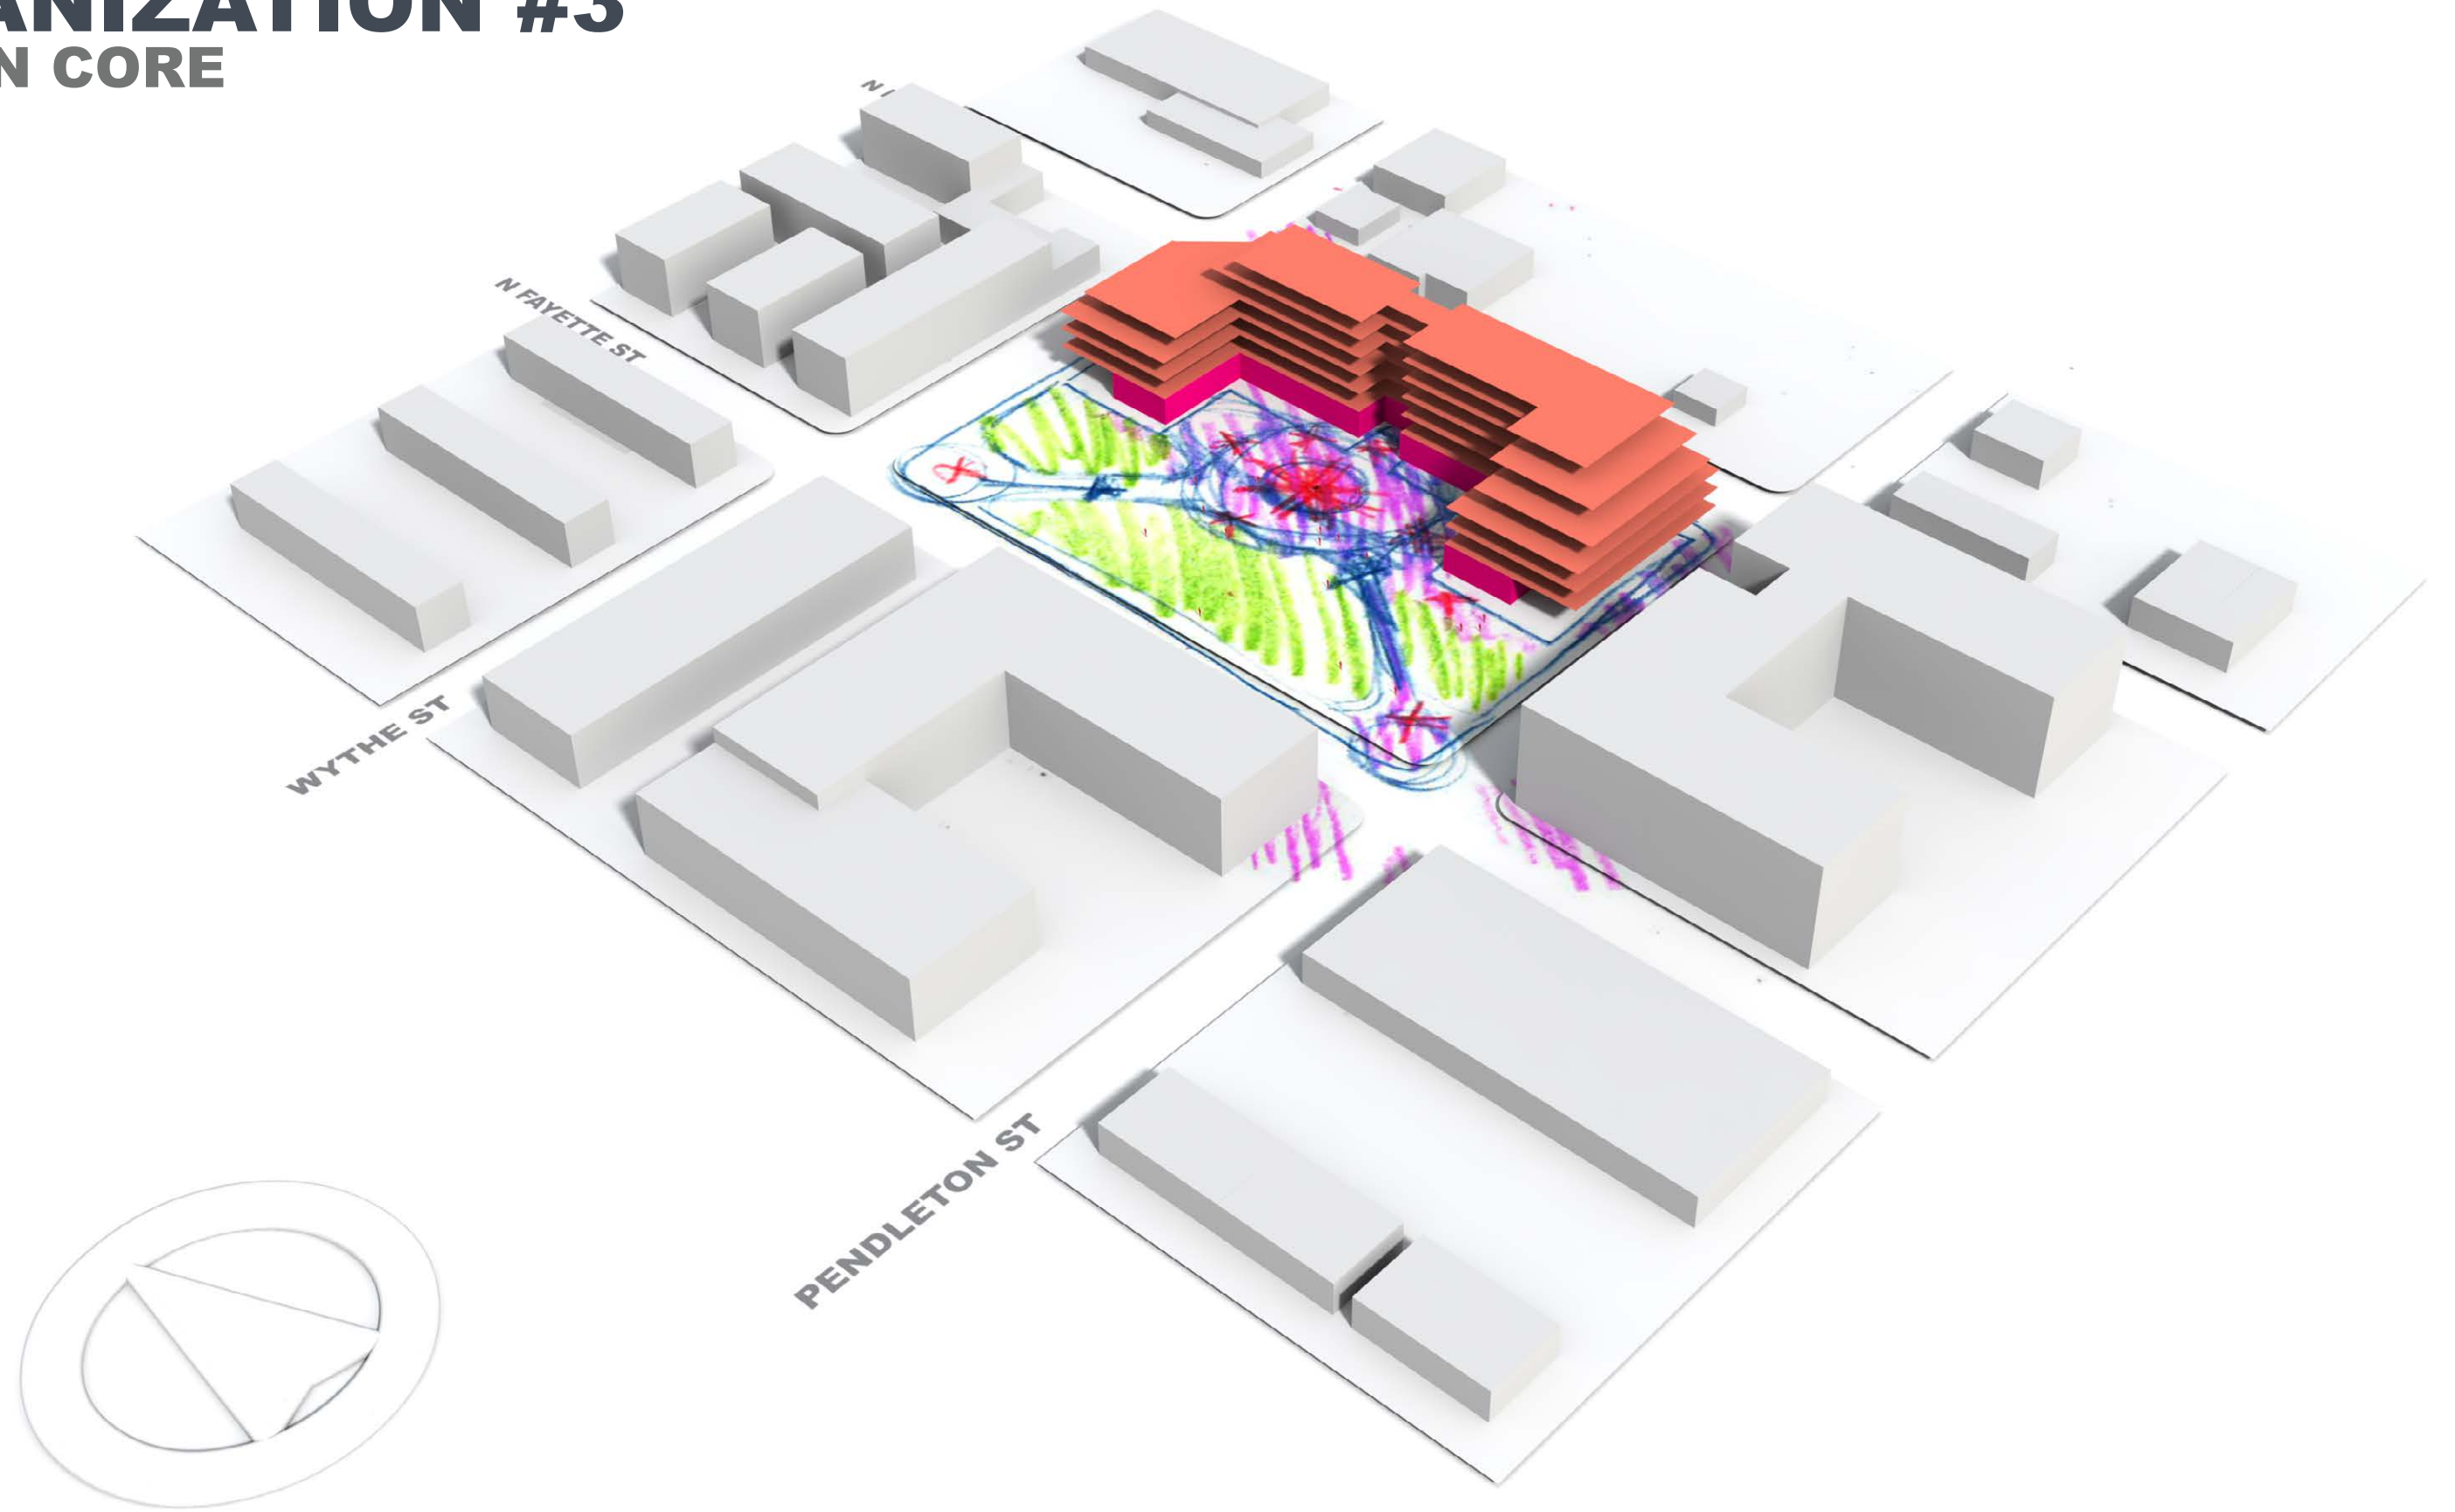 ANIZATION #3
N CORE
N
N FAYETTE ST
WYTHE ST
PENDLETON ST